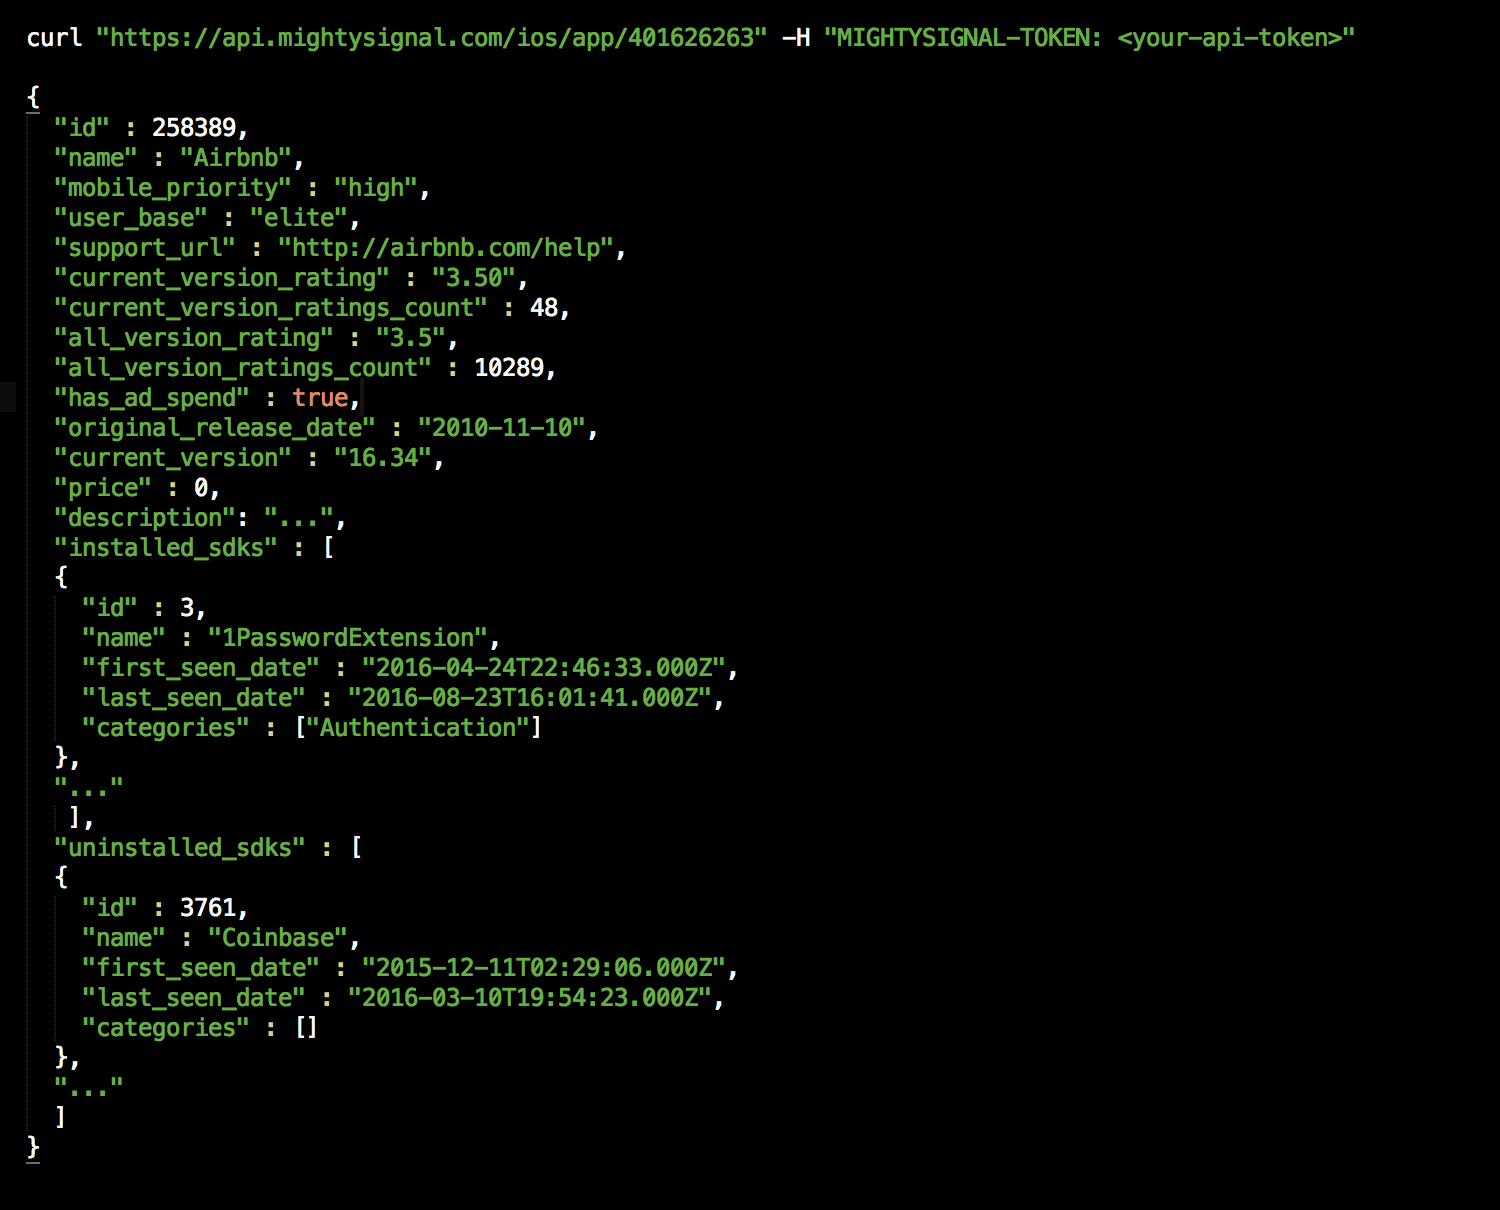 curl "https://api.mightysignal.com/ios/app/401626263" -H "MIGHTYSIGNAL-TOKEN: <your-api-token>"
{
"id" : 258389,
"name" : "Airbnb",
"mobile_priority" : "high",
"user_base" : "elite",
"support_url" : "http://airbnb.com/help",
"current_version_rating" : "3.50",
"current_version_ratings_count" : 48,
"all_version_rating" : "3.5",
"all_version_ratings_count" : 10289,
"has_ad_spend" : true,
"original_release_date" : "2010-11-10",
"current_version" : "16.34",
"price" : 0,
"description": "...",
"installed_sdks" : [
{
"id" : 3,
"name" : "1PasswordExtension",
"first_seen_date" : "2016-04-24T22:46:33.000Z",
"last_seen_date" : "2016-08-23T16:01:41.000Z",
"categories" : ["Authentication"]
},
"..."
],
"uninstalled_sdks" : [
{
"id" : 3761,
"name" : "Coinbase",
"first_seen_date" : "2015-12-11T02:29:06.000Z",
"last_seen_date" : "2016-03-10T19:54:23.000Z",
"categories" : []
},
"..."
]
}